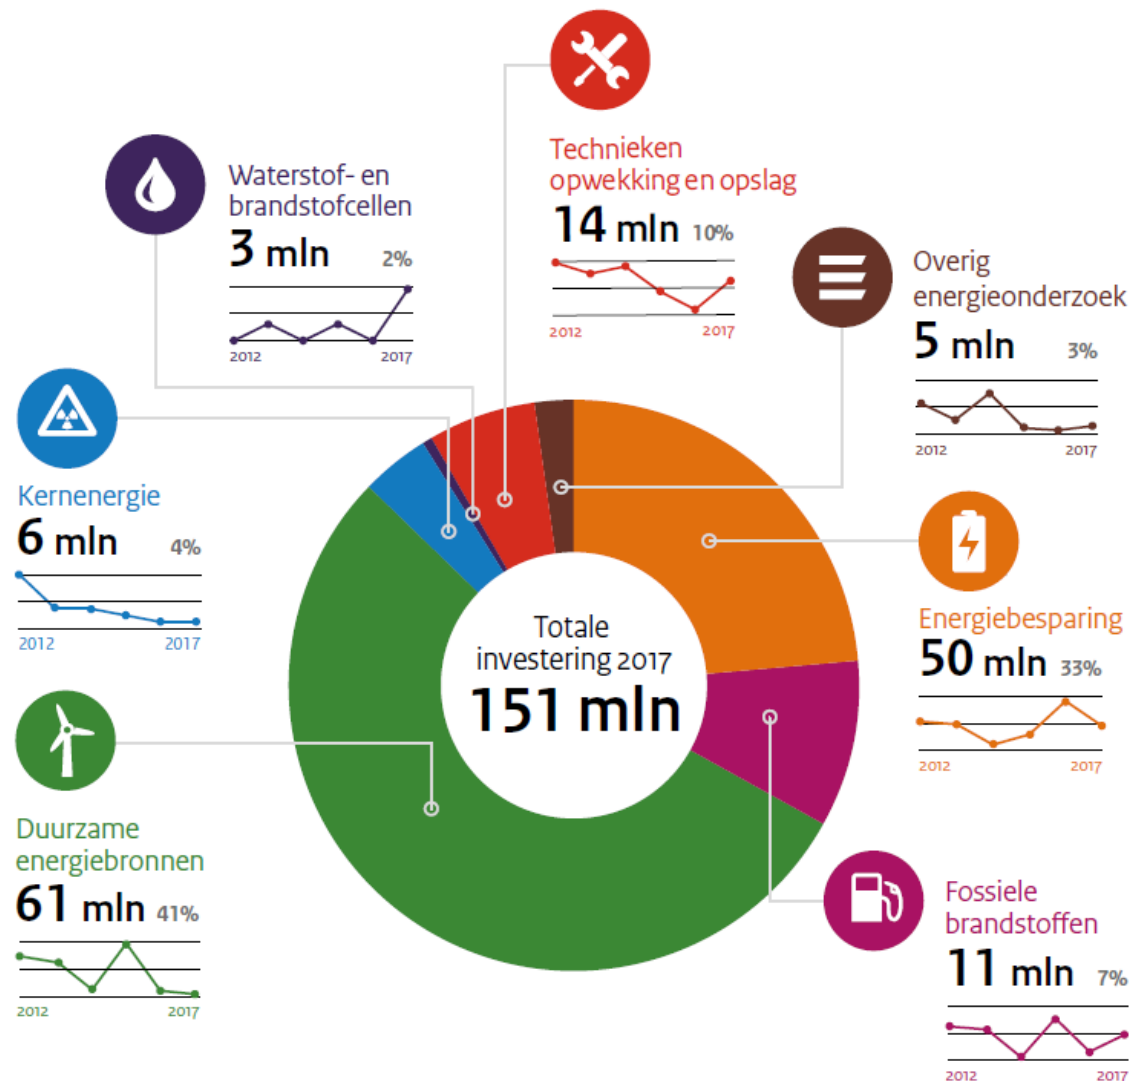 Technieken
opwekking en opslag
14 mln 10%
2012 2017
Waterstof- en
brandstofcellen
3 mln 2%
2012 2017
Overig
energieonderzoek
5 mln 3%
2012 2017
Kernenergie
6 mln 4%
2012 2017
Energiebesparing
50 mln 33%
2012 2017
Totale
investering 2017
151 mln
Duurzame
energiebronnen
61 mln 41%
2012 2017
Fossiele
brandstoffen
11 mln 7%
2012 2017